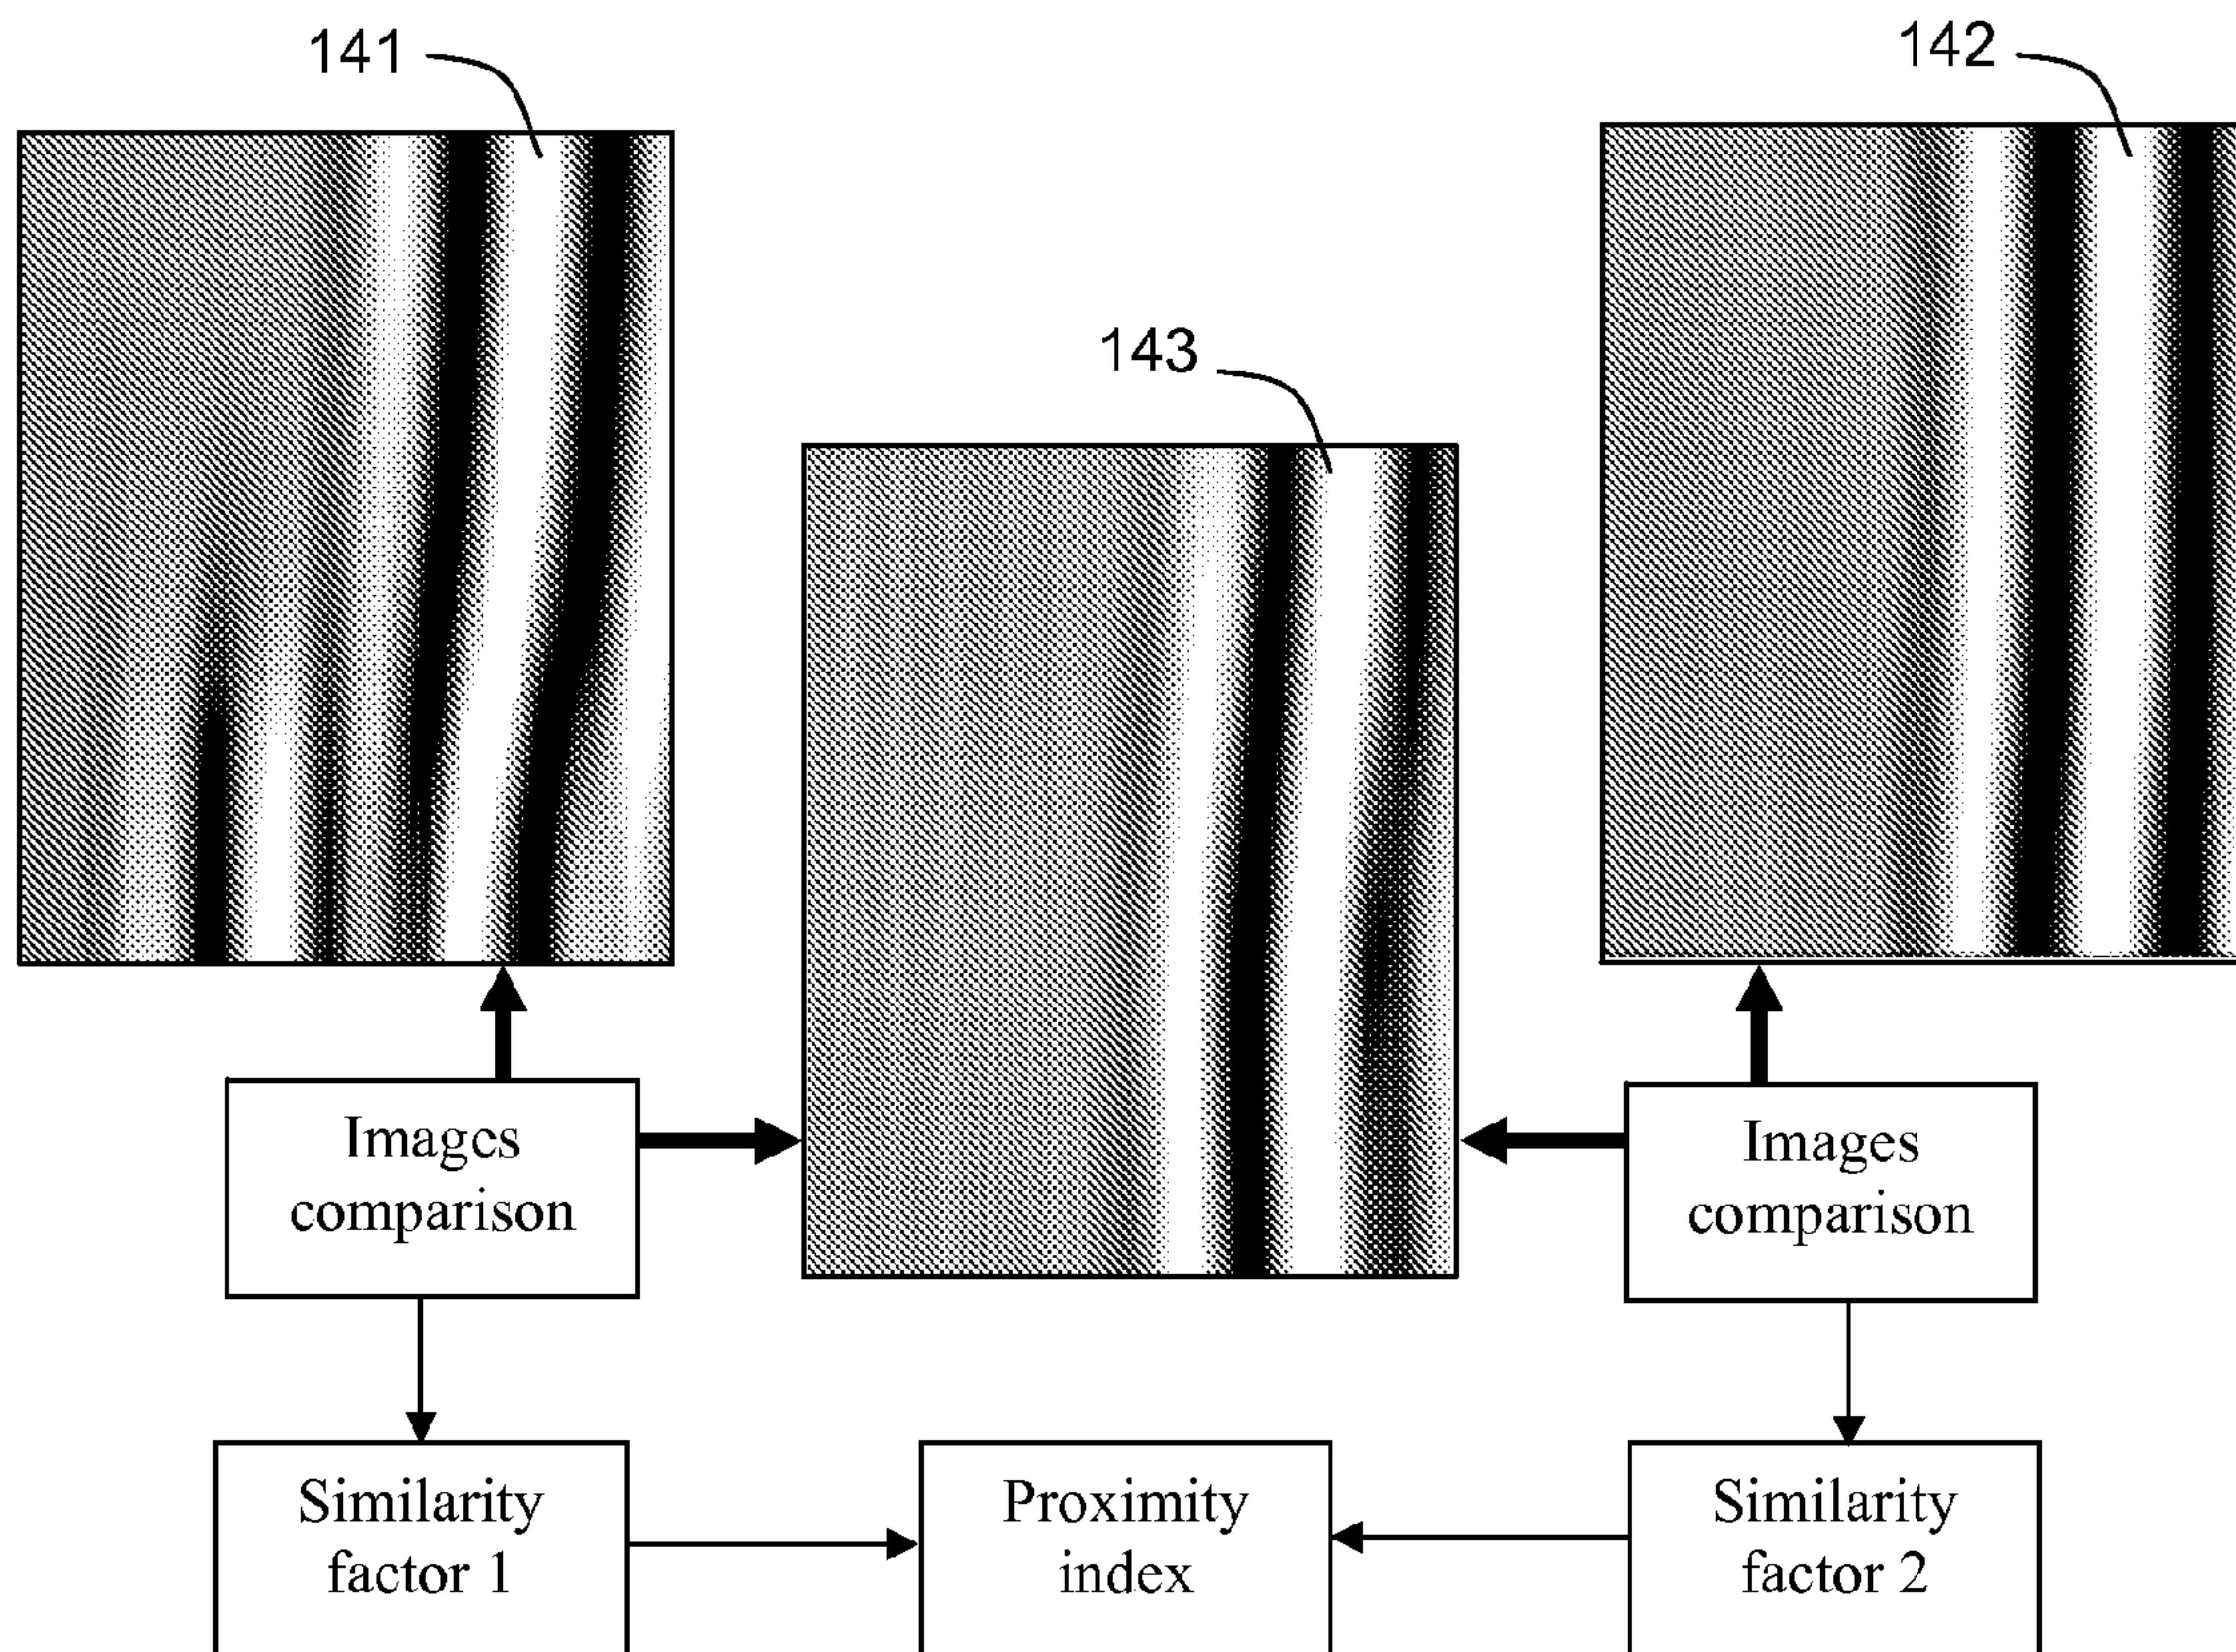 141
142
143
Images
comparison
Images
comparison
Similarity
factor 1
Proximity
index
Similarity
factor 2